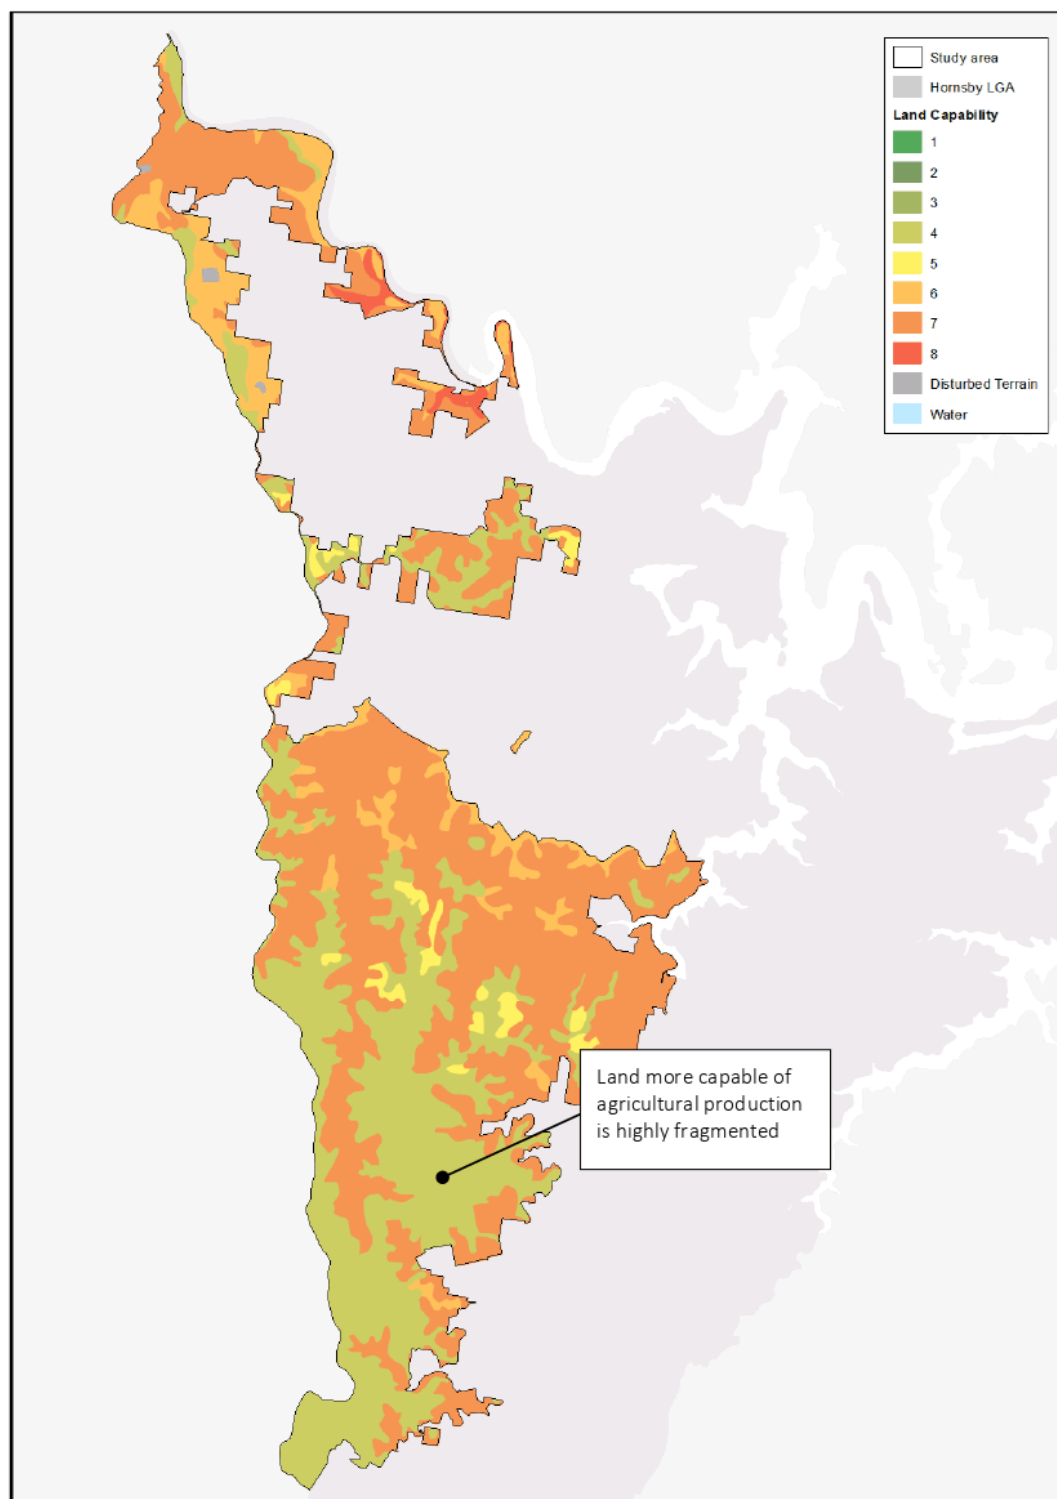 Study area
Hornsby LGA
Land Capability
1
2
3
4
5
6
7
8
Disturbed Terrain
Water
Land more capable of
agricultural production
is highly fragmented